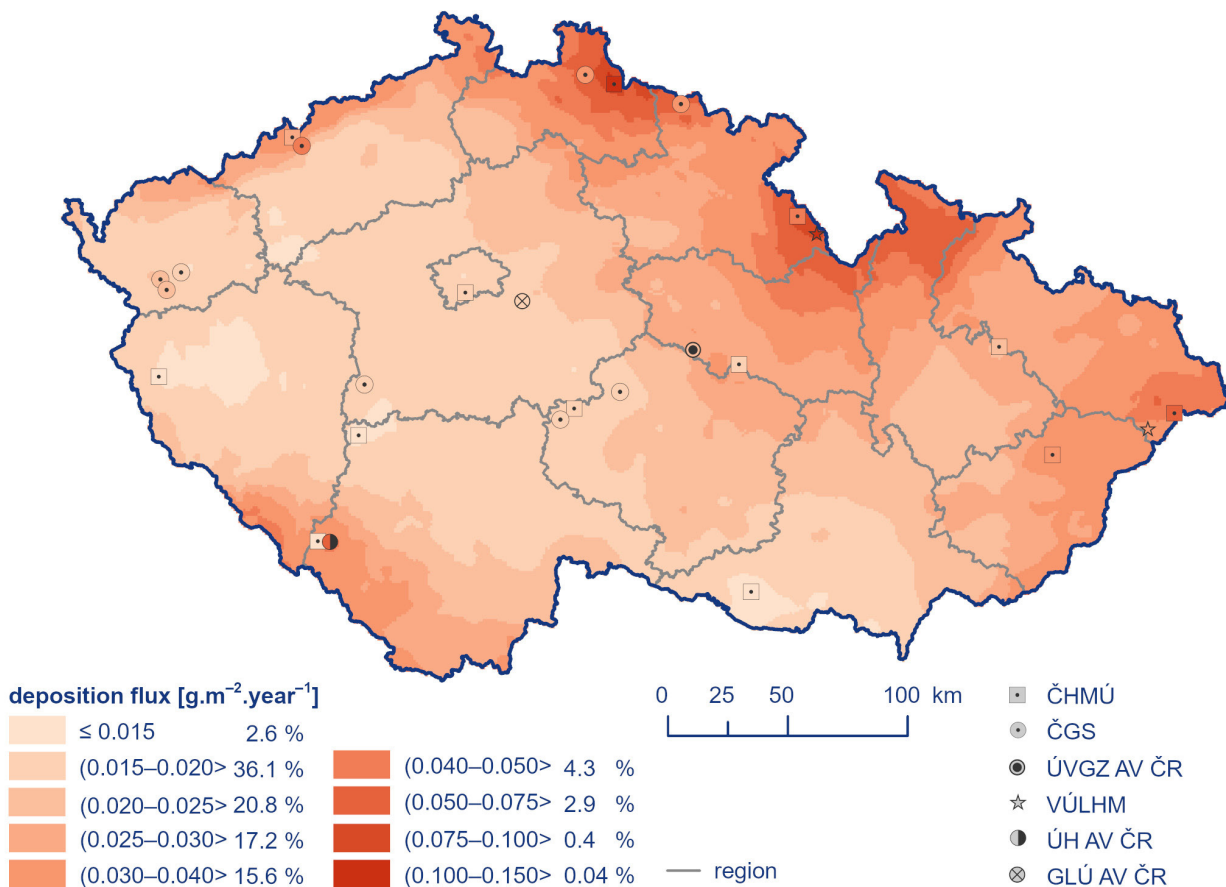 deposition flux [g.m⁻².year⁻¹]
≤ 0.015 2.6 %
(0.015–0.020> 36.1 %
(0.020–0.025> 20.8 %
(0.025–0.030> 17.2 %
(0.030–0.040> 15.6 %
(0.040–0.050> 4.3 %
(0.050–0.075> 2.9 %
(0.075–0.100> 0.4 %
(0.100–0.150> 0.04 %
0 25 50 100 km
region
ČHMÚ
ČGS
ÚVGZ AV ČR
VÚLHM
ÚH AV ČR
GLÚ AV ČR